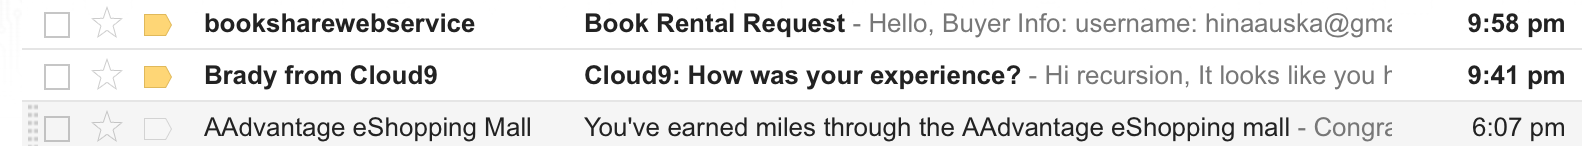 booksharewebservice Book Rental Request - Hello, Buyer Info: username: hinaauska@gma 9:58 pm
Brady from Cloud9 Cloud9: How was your experience? - Hi recursion, It looks like you h 9:41 pm
AAdvantage eShopping Mall You've earned miles through the AAdvantage eShopping mall - Congra 6:07 pm